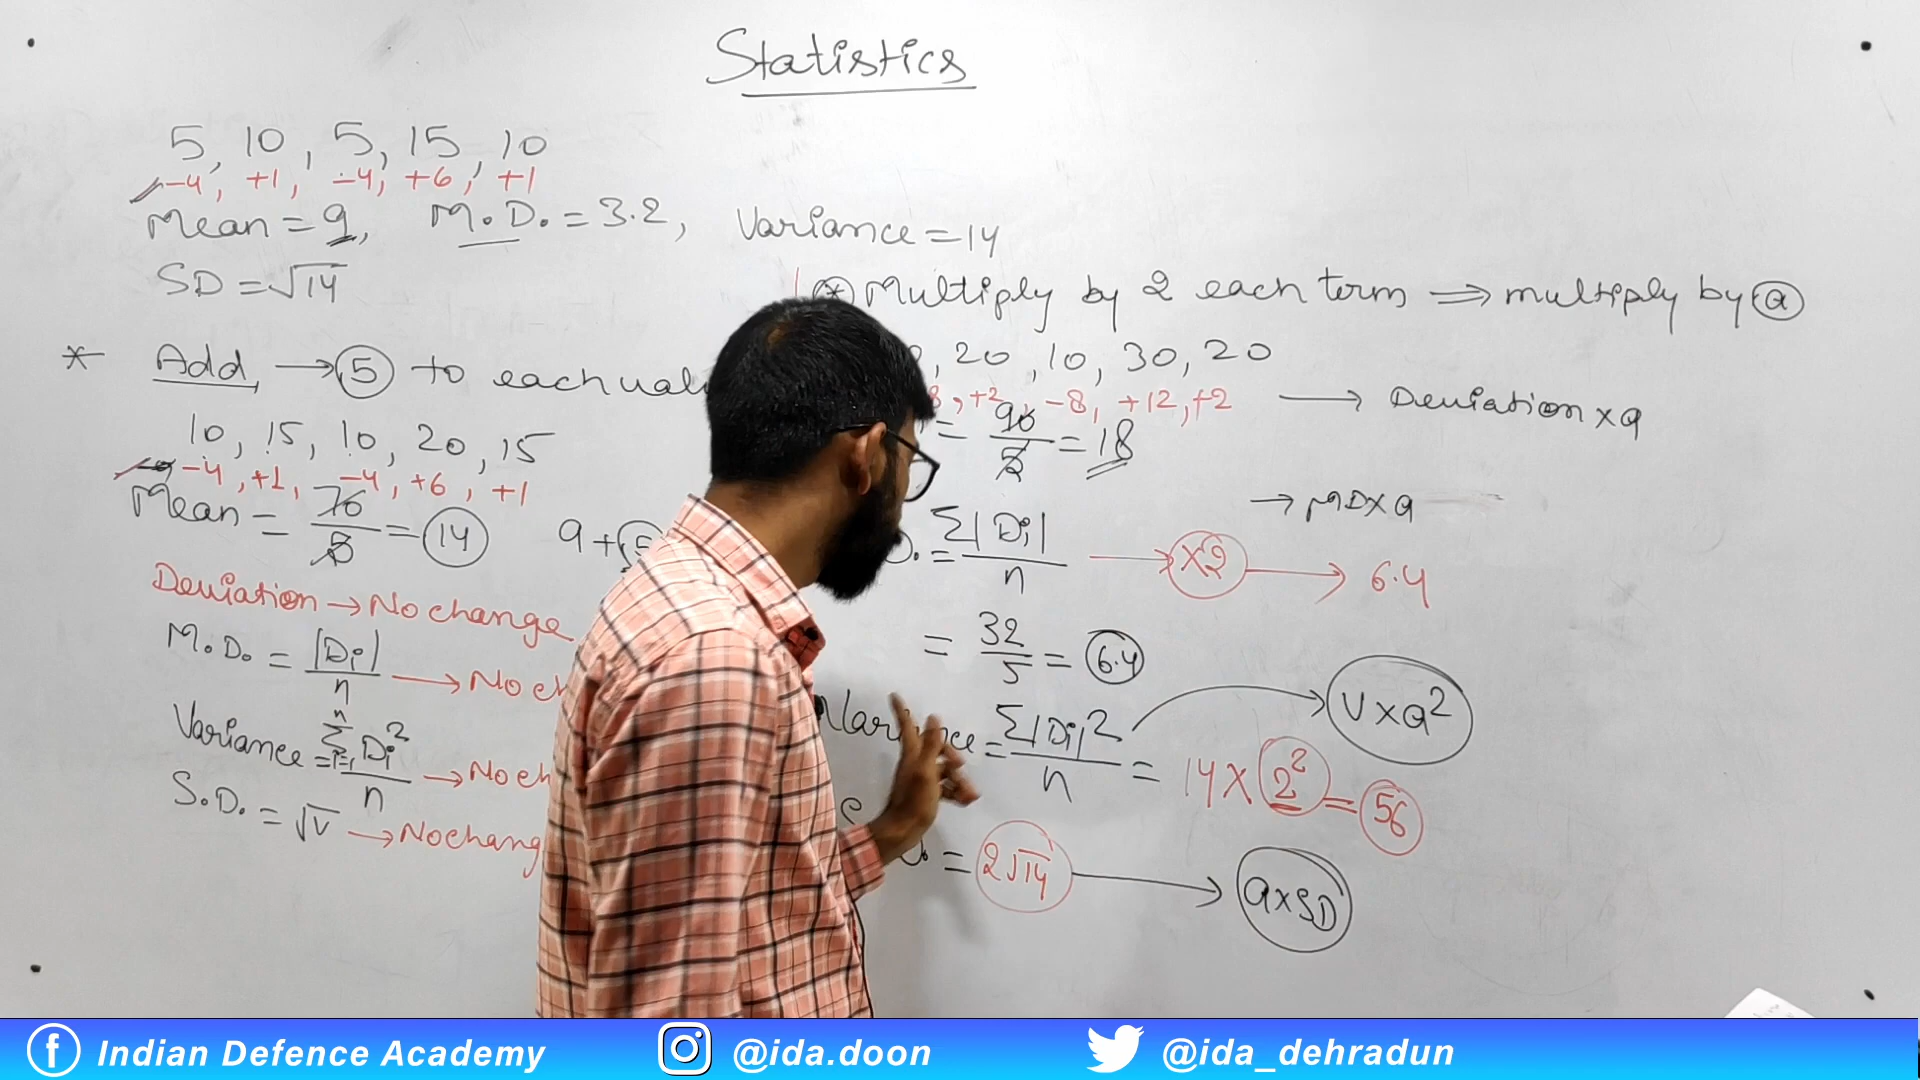 Statistics
5, 10, 5, 15, 10
-4, +1, -4, +6, +1
Mean = 9, M.D. = 3.2, Variance = 14
SD = √14
* Multiply by 2 each term ⇒ multiply by a
20, 10, 30, 20
8, +2, -8, +12, +2 → Deviation x a
= 90/5 = 18
→ MD x a
* Add, → 5 to each
10, 15, 10, 20, 15
-4, +1, -4, +6, +1
Mean = 70/5 = 14 9 + 5
Σ|Di|/n → x2 → 6.4
= 32/5 = 6.4
Deviation → No change
M.D. = |Di|/n → No ch
Variance = Σ|Di|²/n → V x a²
= 14 x 2² = 56
Variance = Σ Di²/n → No ch
S.D. = √V → No chang
= 2√14 → a x SD
Indian Defence Academy
@ida.doon
@ida_dehradun